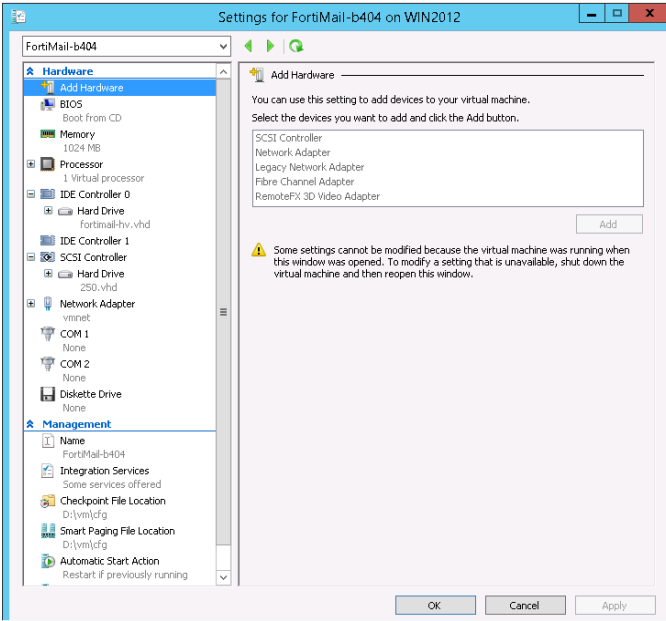 Settings for FortiMail-b404 on WIN2012
FortiMail-b404
Hardware
Add Hardware
BIOS
Boot from CD
Memory
1024 MB
Processor
1 Virtual processor
IDE Controller 0
Hard Drive
fortimail-hv.vhd
IDE Controller 1
SCSI Controller
Hard Drive
250.vhd
Network Adapter
vmnet
COM 1
None
COM 2
None
Diskette Drive
None
Management
Name
FortiMail-b404
Integration Services
Some services offered
Checkpoint File Location
D:\vm\cfg
Smart Paging File Location
D:\vm\cfg
Automatic Start Action
Restart if previously running
Add Hardware
You can use this setting to add devices to your virtual machine.
Select the devices you want to add and click the Add button.
SCSI Controller
Network Adapter
Legacy Network Adapter
Fibre Channel Adapter
RemoteFX 3D Video Adapter
Add
Some settings cannot be modified because the virtual machine was running when
this window was opened. To modify a setting that is unavailable, shut down the
virtual machine and then reopen this window.
OK
Cancel
Apply